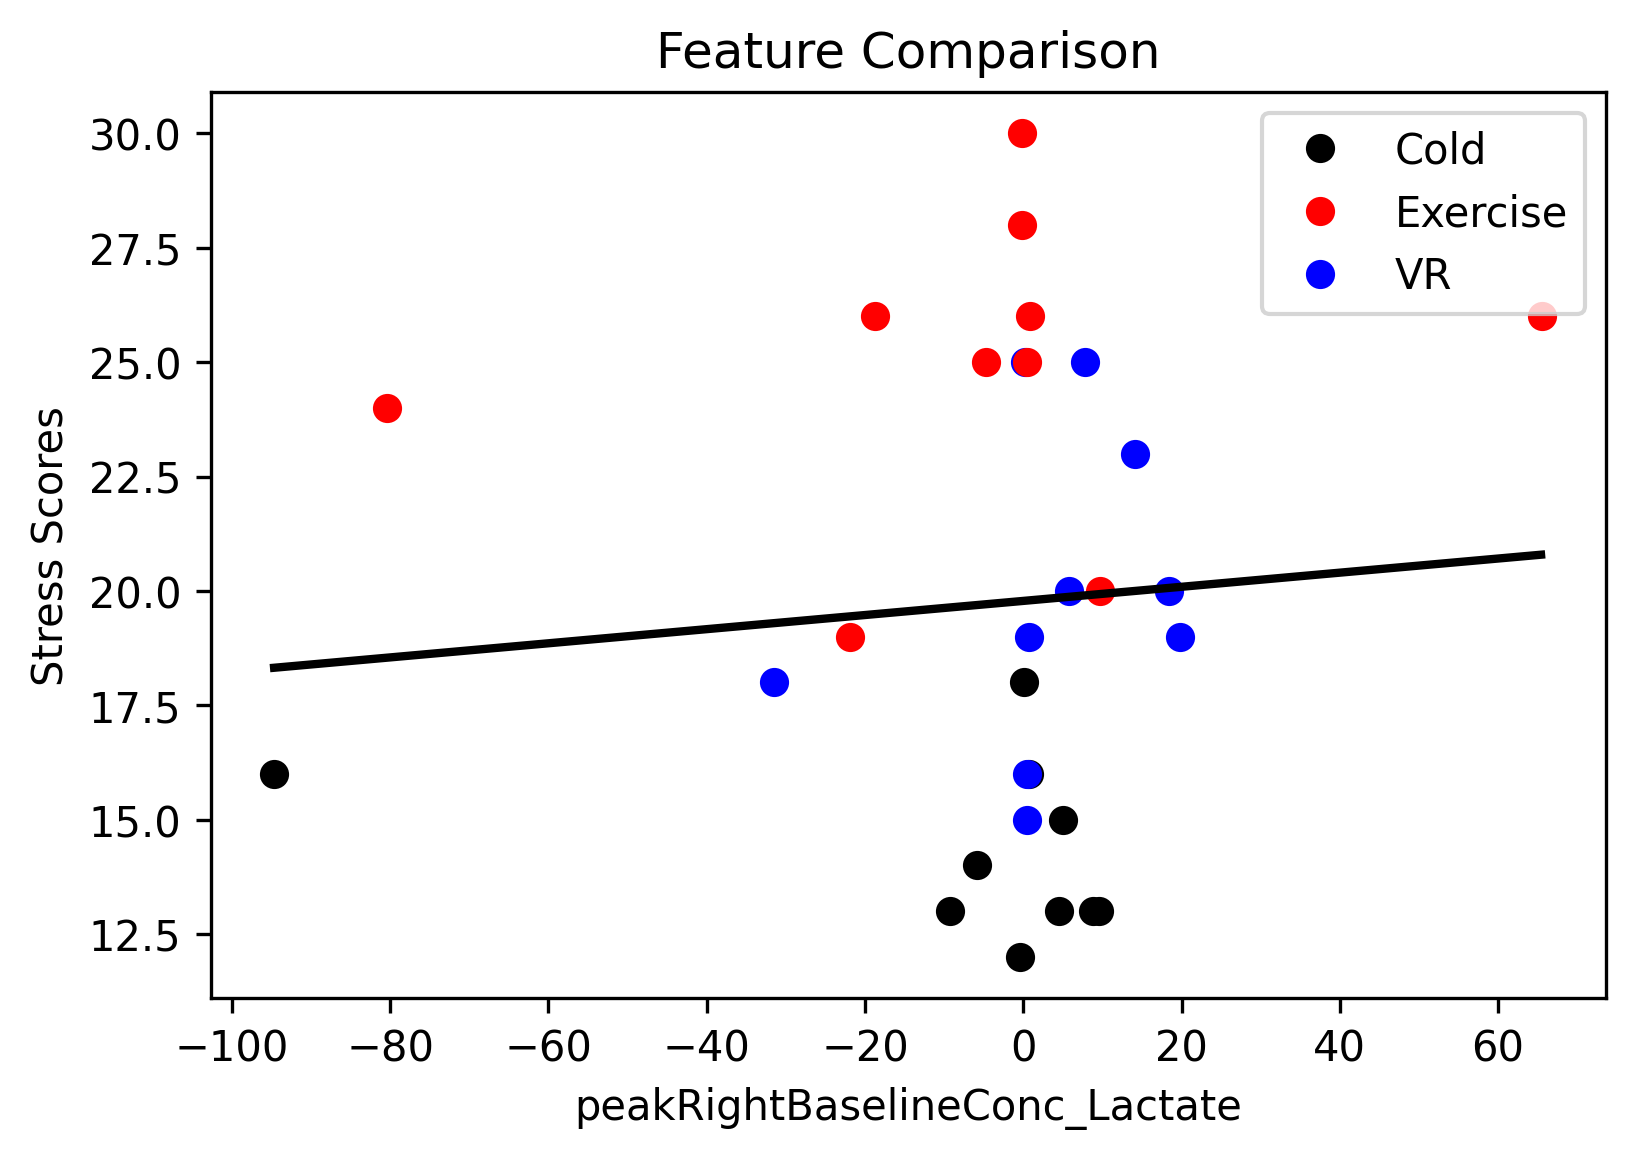 Feature Comparison
30.0
27.5
25.0
22.5
20.0
17.5
15.0
12.5
Stress Scores
Cold
Exercise
VR
−100 −80 −60 −40 −20 0 20 40 60
peakRightBaselineConc_Lactate